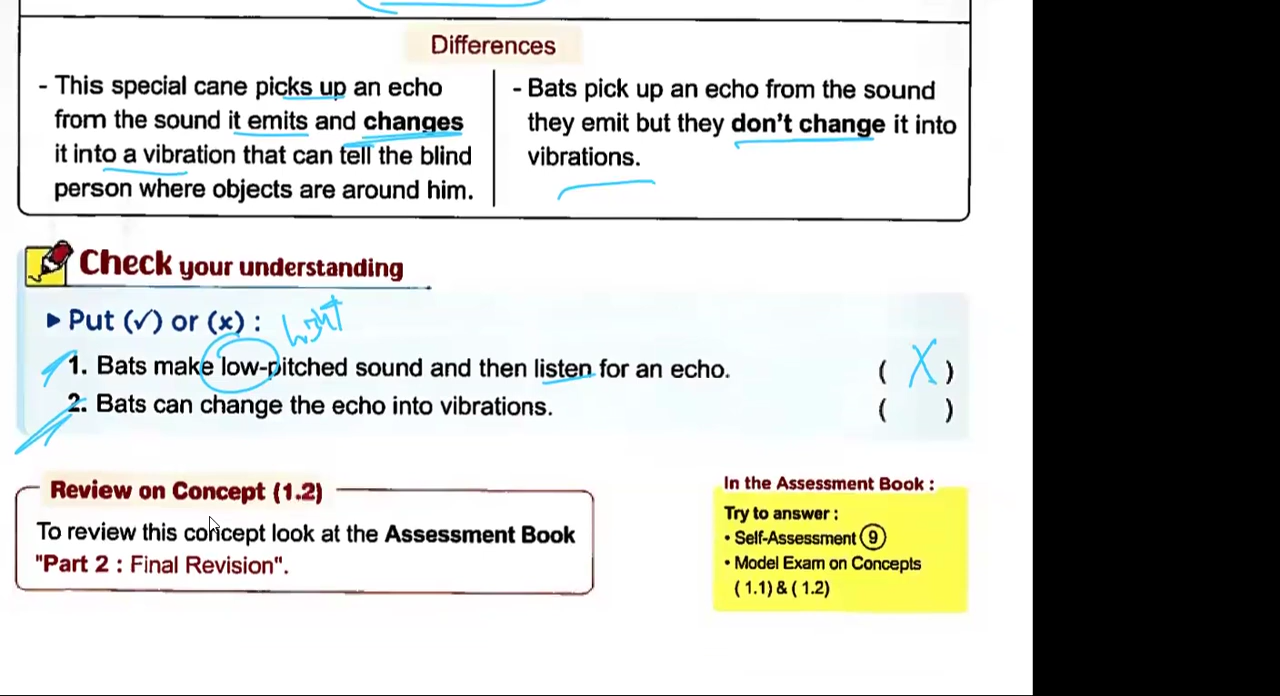 Differences
- This special cane picks up an echo
from the sound it emits and changes
it into a vibration that can tell the blind
person where objects are around him.
- Bats pick up an echo from the sound
they emit but they don't change it into
vibrations.
Check your understanding
▸ Put (✓) or (x) :
1. Bats make low-pitched sound and then listen for an echo. ( X )
2. Bats can change the echo into vibrations. ( )
Review on Concept (1.2)
To review this concept look at the Assessment Book
"Part 2 : Final Revision".
In the Assessment Book :
Try to answer :
• Self-Assessment 9
• Model Exam on Concepts
( 1.1) & ( 1.2)